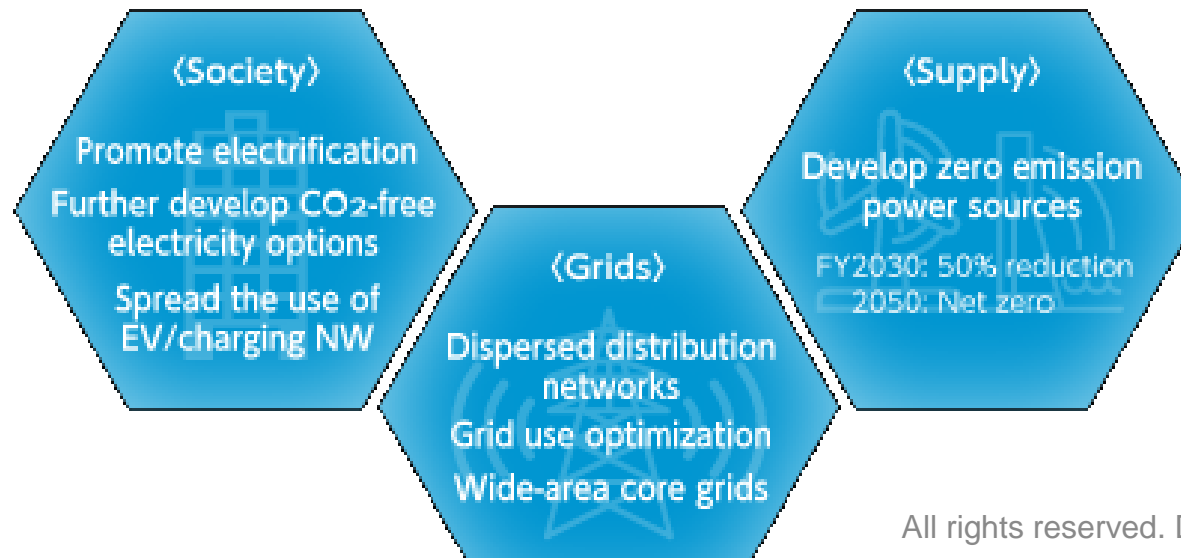 〈Society〉
Promote electrification
Further develop CO2-free
electricity options
Spread the use of
EV/charging NW
〈Grids〉
Dispersed distribution
networks
Grid use optimization
Wide-area core grids
〈Supply〉
Develop zero emission
power sources
FY2030: 50% reduction
2050: Net zero
All rights reserved.